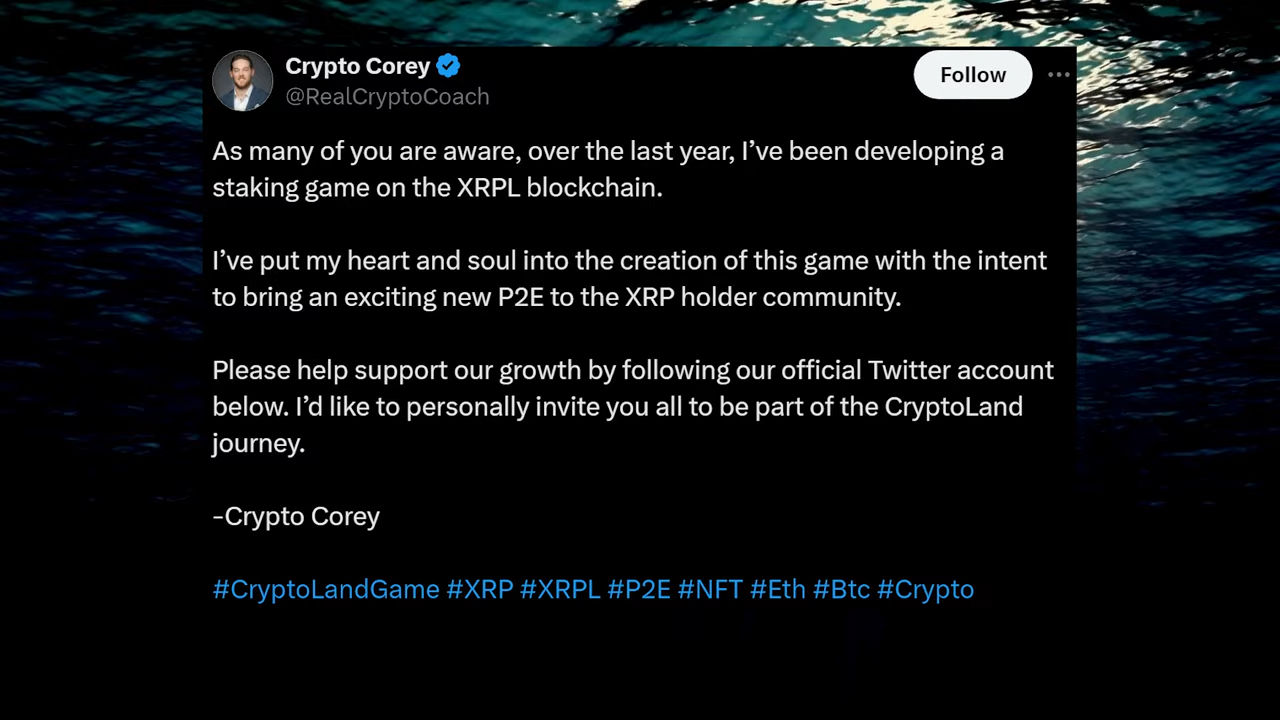 Crypto Corey
@RealCryptoCoach
Follow
As many of you are aware, over the last year, I’ve been developing a
staking game on the XRPL blockchain.
I’ve put my heart and soul into the creation of this game with the intent
to bring an exciting new P2E to the XRP holder community.
Please help support our growth by following our official Twitter account
below. I’d like to personally invite you all to be part of the CryptoLand
journey.
-Crypto Corey
#CryptoLandGame #XRP #XRPL #P2E #NFT #Eth #Btc #Crypto